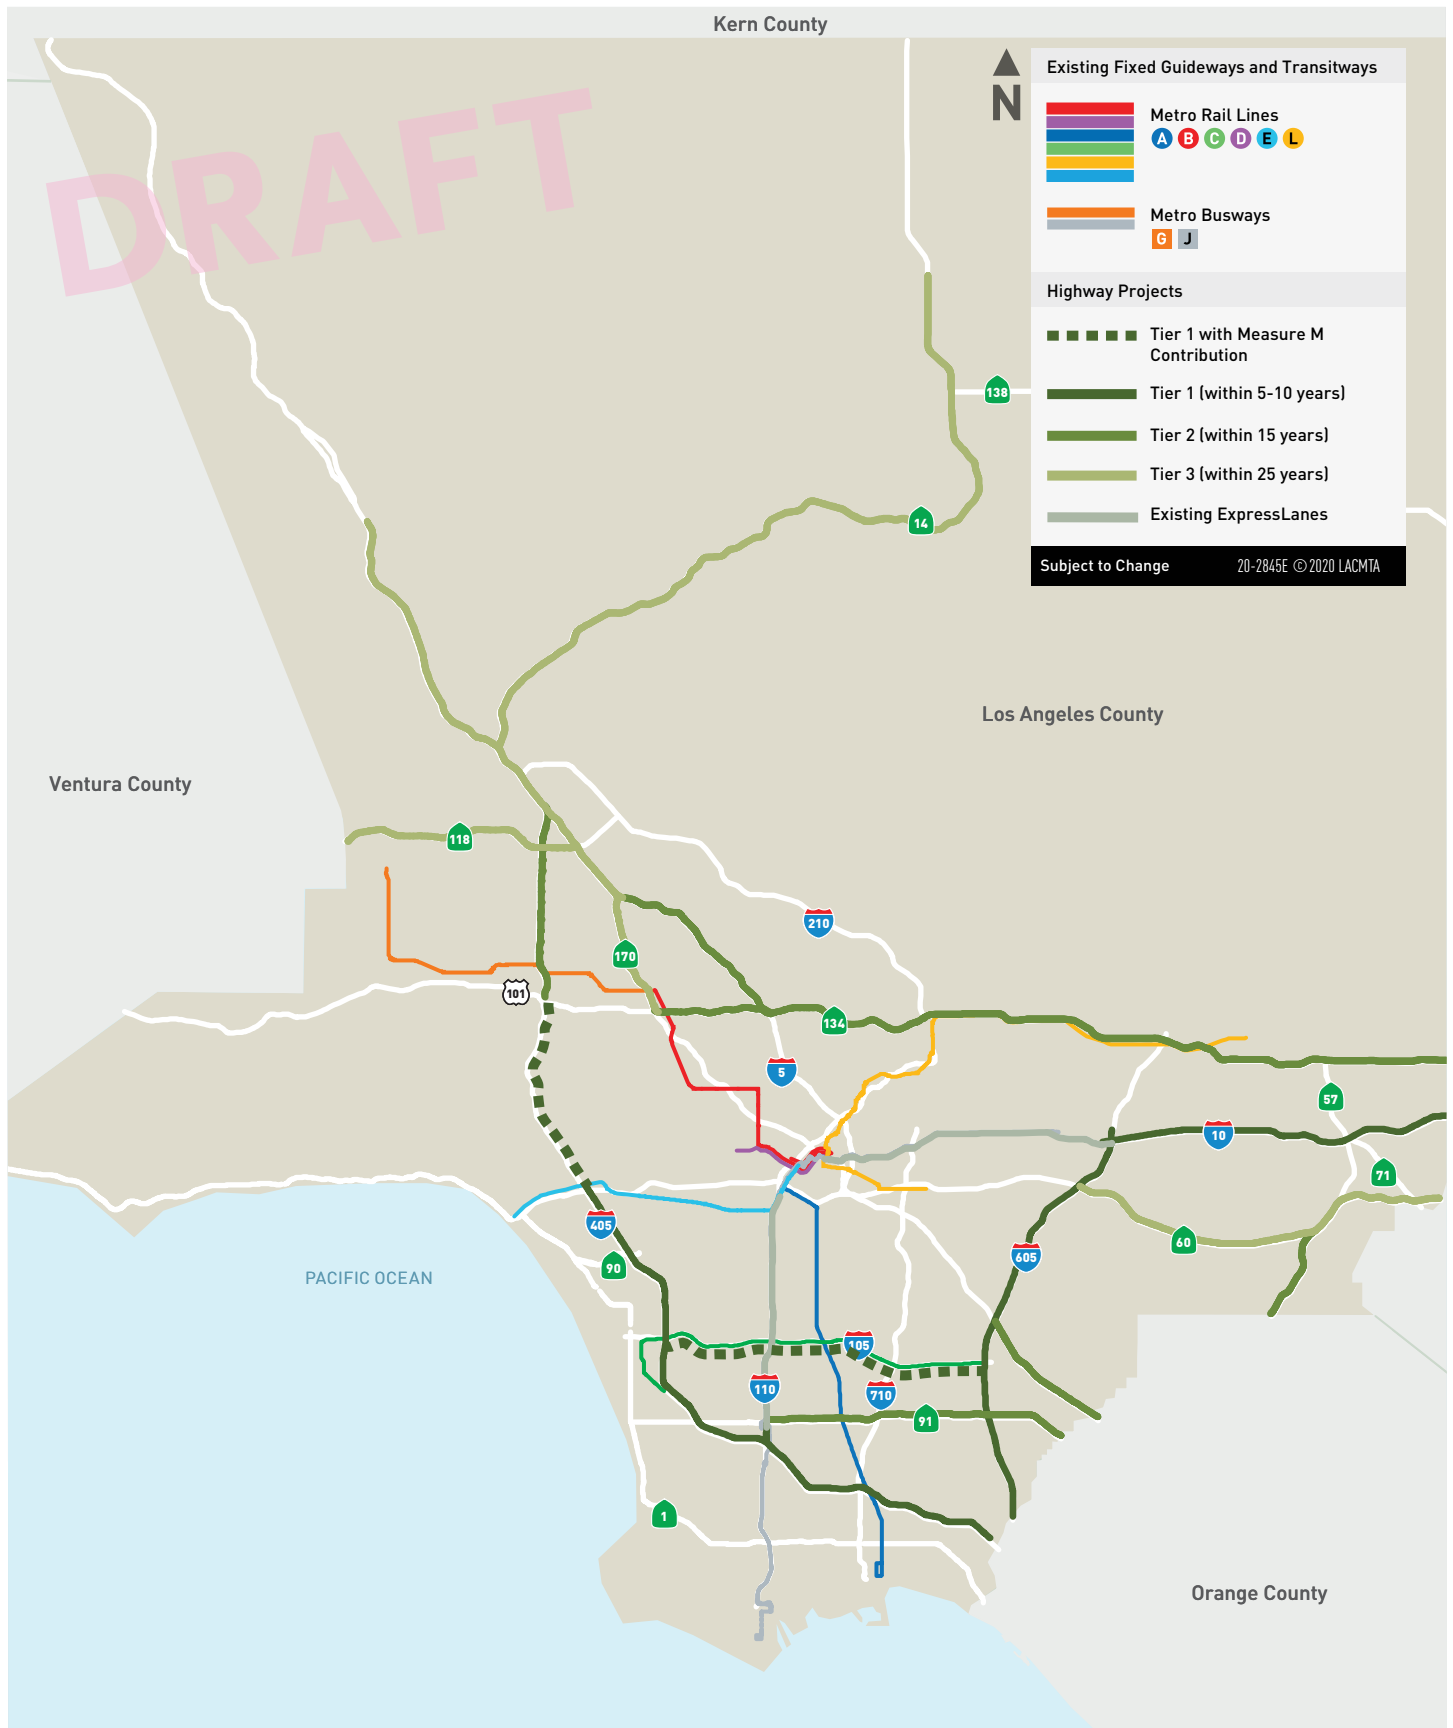 Kern County
DRAFT
N
Existing Fixed Guideways and Transitways
Metro Rail Lines
A B C D E L
Metro Busways
G J
Highway Projects
Tier 1 with Measure M
Contribution
Tier 1 (within 5-10 years)
Tier 2 (within 15 years)
Tier 3 (within 25 years)
Existing ExpressLanes
Subject to Change 20-2845E ©2020 LACMTA
138
14
Los Angeles County
Ventura County
118
210
170
101
134
5
57
10
71
405
60
605
90
PACIFIC OCEAN
105
110
710
91
1
Orange County